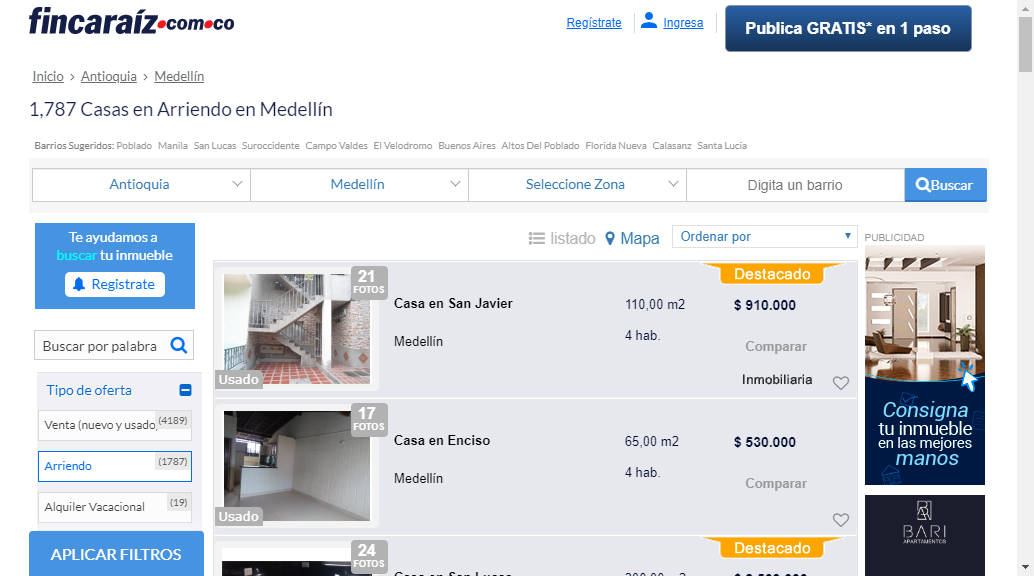 fincaraíz.com.co
Regístrate
Ingresa
Publica GRATIS* en 1 paso
Inicio › Antioquia › Medellín
1,787 Casas en Arriendo en Medellín
Barrios Sugeridos: Poblado Manila San Lucas Suroccidente Campo Valdes El Velodromo Buenos Aires Altos Del Poblado Florida Nueva Calasanz Santa Lucía
Antioquia
Medellín
Seleccione Zona
Digita un barrio
Buscar
Te ayudamos a
buscar tu inmueble
Registrate
Buscar por palabra
Tipo de oferta
Venta (nuevo y usado)
(4189)
Arriendo
(1787)
Alquiler Vacacional
(19)
APLICAR FILTROS
listado
Mapa
Ordenar por
21
FOTOS
Usado
Casa en San Javier
Medellín
110,00 m2
4 hab.
Destacado
$ 910.000
Comparar
Inmobiliaria
17
FOTOS
Usado
Casa en Enciso
Medellín
65,00 m2
4 hab.
$ 530.000
Comparar
24
FOTOS
Destacado
PUBLICIDAD
Consigna
tu inmueble
en las mejores
manos
BARI
APARTAMENTOS